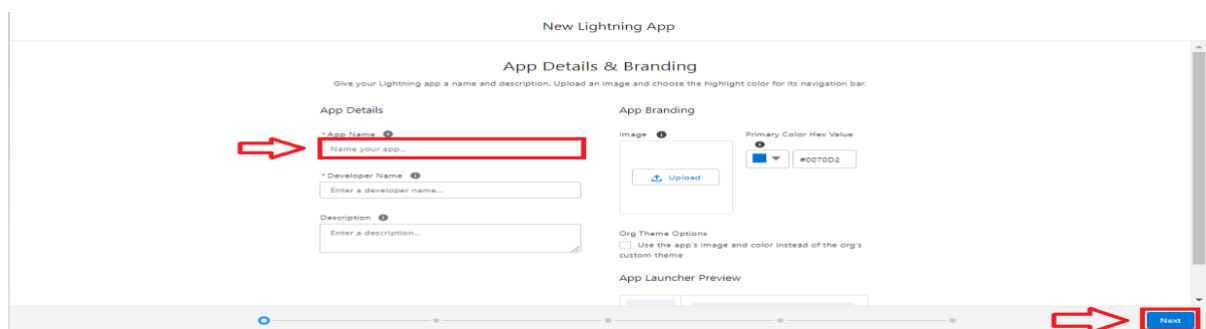 New Lightning App
App Details & Branding
Give your Lightning app a name and description. Upload an image and choose the highlight color for its navigation bar.
App Details
* App Name
Name your app...
* Developer Name
Enter a developer name...
Description
Enter a description...
App Branding
Image
Upload
Primary Color Hex Value
#0070D2
Org Theme Options
Use the app's image and color instead of the org's
custom theme
App Launcher Preview
Next